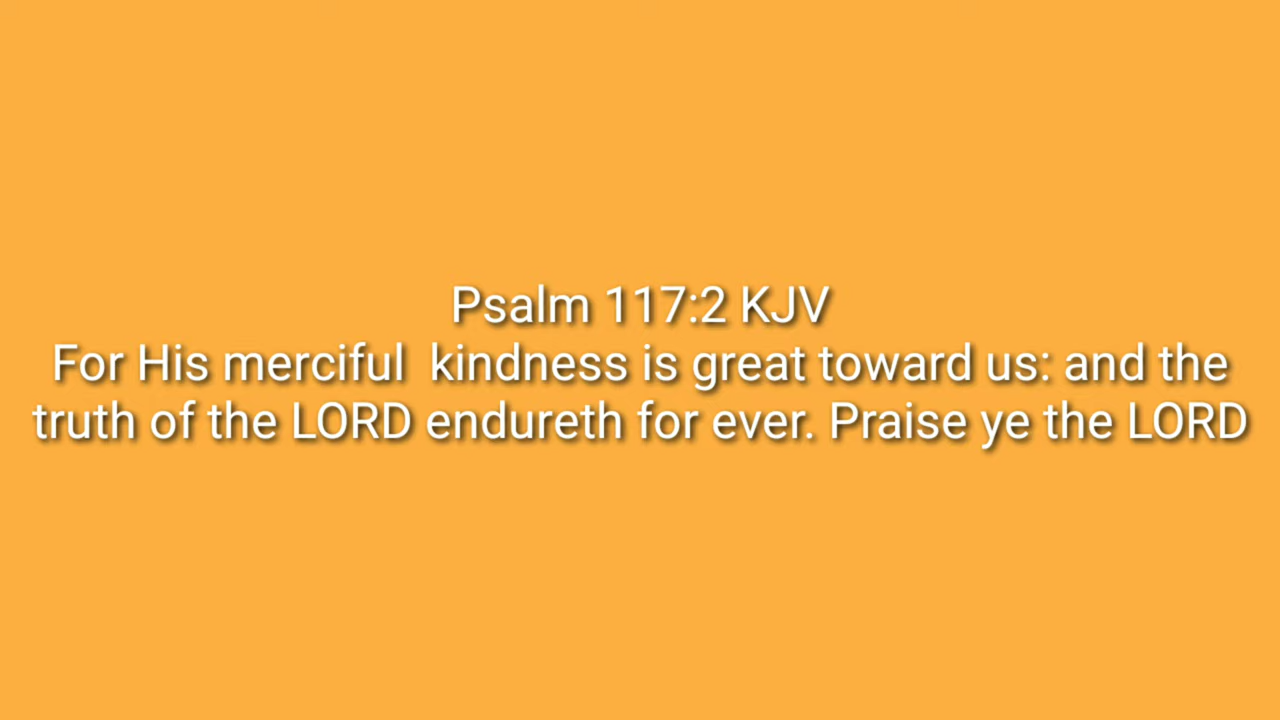 Psalm 117:2 KJV
For His merciful  kindness is great toward us: and the
truth of the LORD endureth for ever. Praise ye the LORD